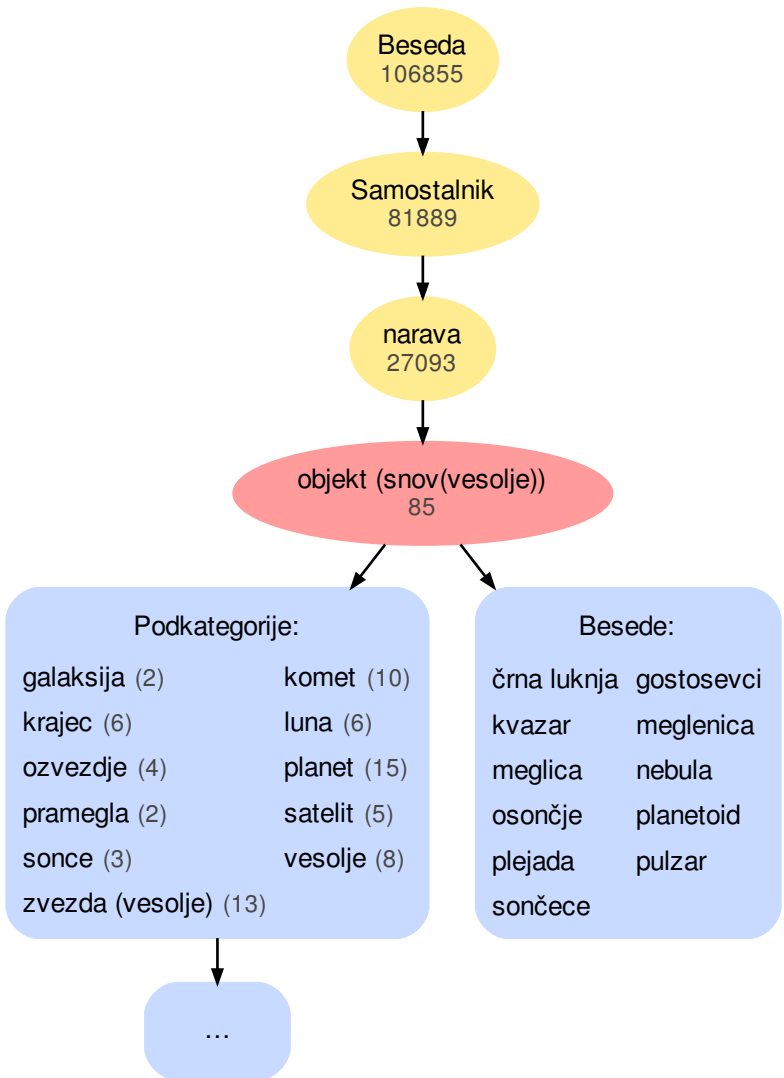 Beseda
106855
Samostalnik
81889
narava
27093
objekt (snov(vesolje))
85
Podkategorije:
galaksija (2) komet (10)
krajec (6) luna (6)
ozvezdje (4) planet (15)
pramegla (2) satelit (5)
sonce (3) vesolje (8)
zvezda (vesolje) (13)
Besede:
črna luknja gostosevci
kvazar meglenica
meglica nebula
osončje planetoid
plejada pulzar
sončece
...